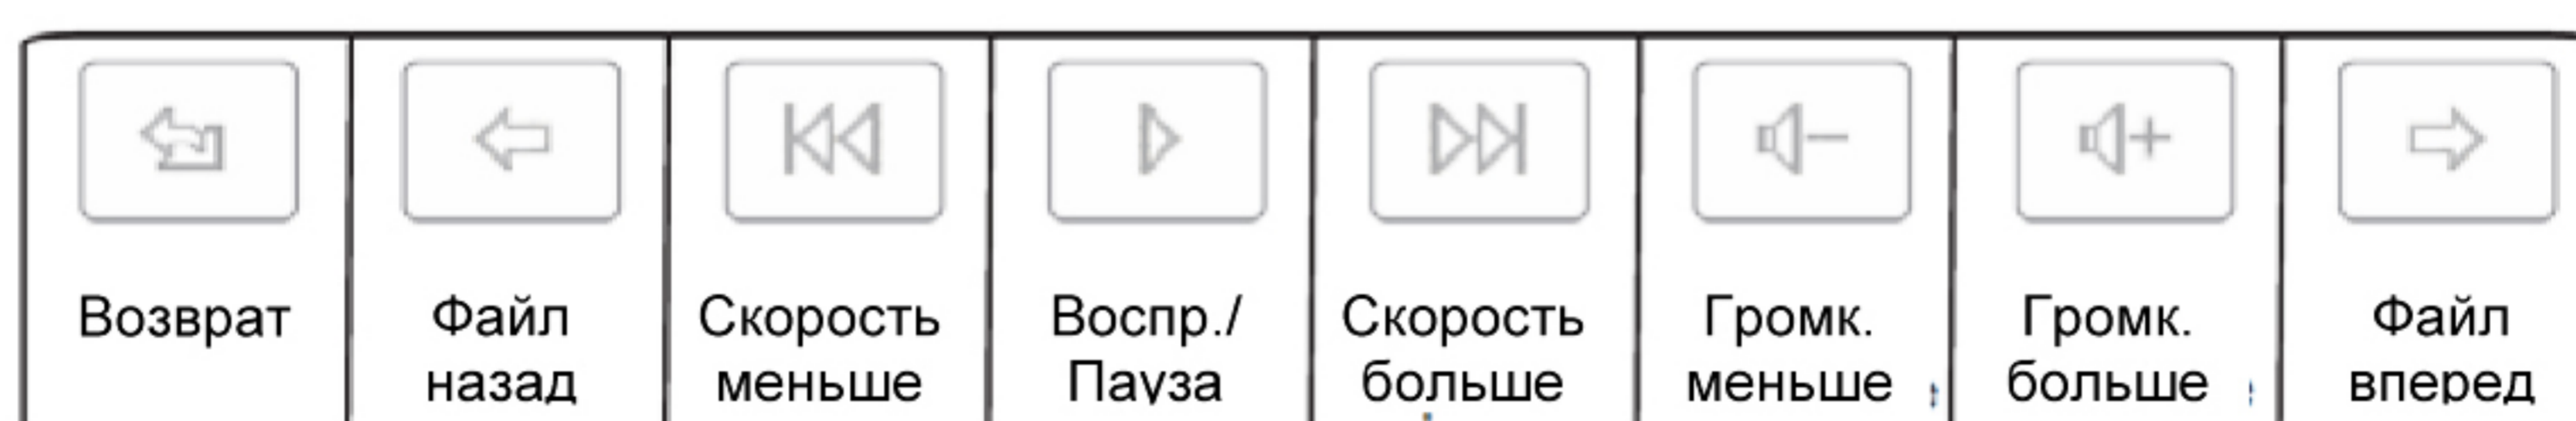 Возврат
Файл
назад
Скорость
меньше
Воспр./
Пауза
Скорость
больше
Громк.
меньше
Громк.
больше
Файл
вперед